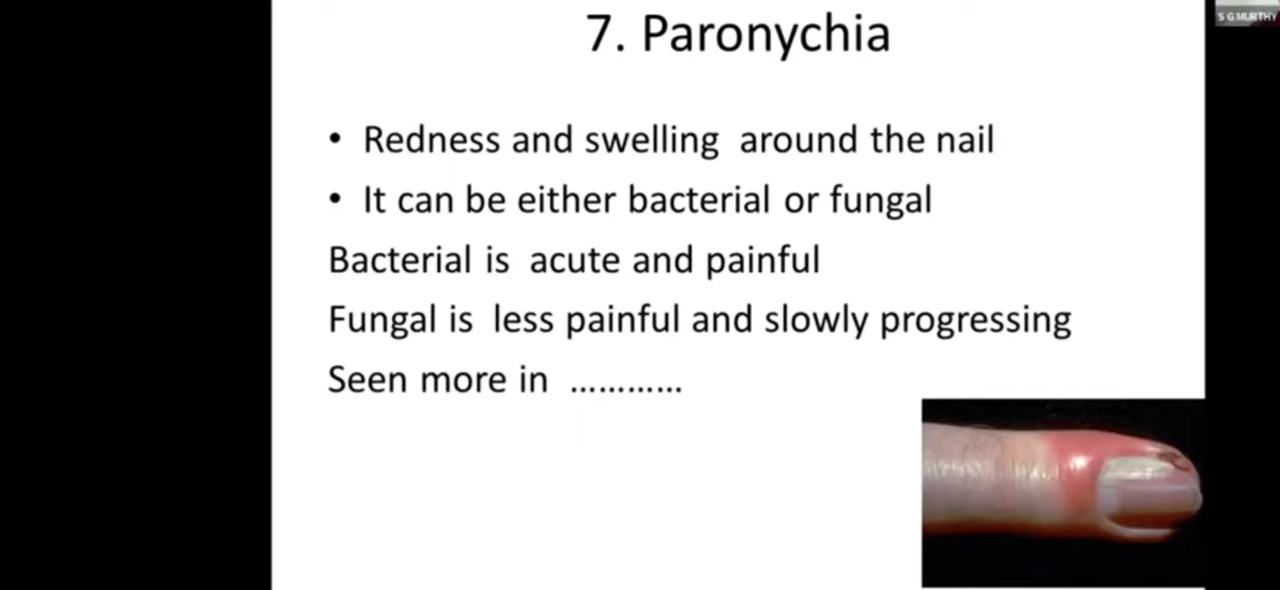 S G MURTHY
7. Paronychia
• Redness and swelling around the nail
• It can be either bacterial or fungal
Bacterial is acute and painful
Fungal is less painful and slowly progressing
Seen more in …………